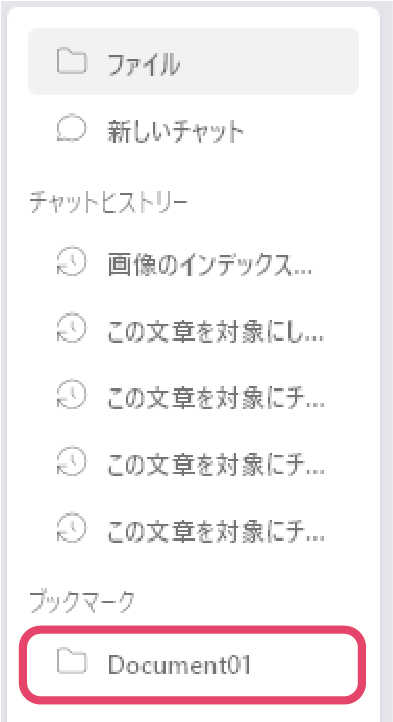 ファイル
新しいチャット
チャットヒストリー
画像のインデックス...
この文章を対象にし...
この文章を対象にチ...
この文章を対象にチ...
この文章を対象にチ...
ブックマーク
Document01